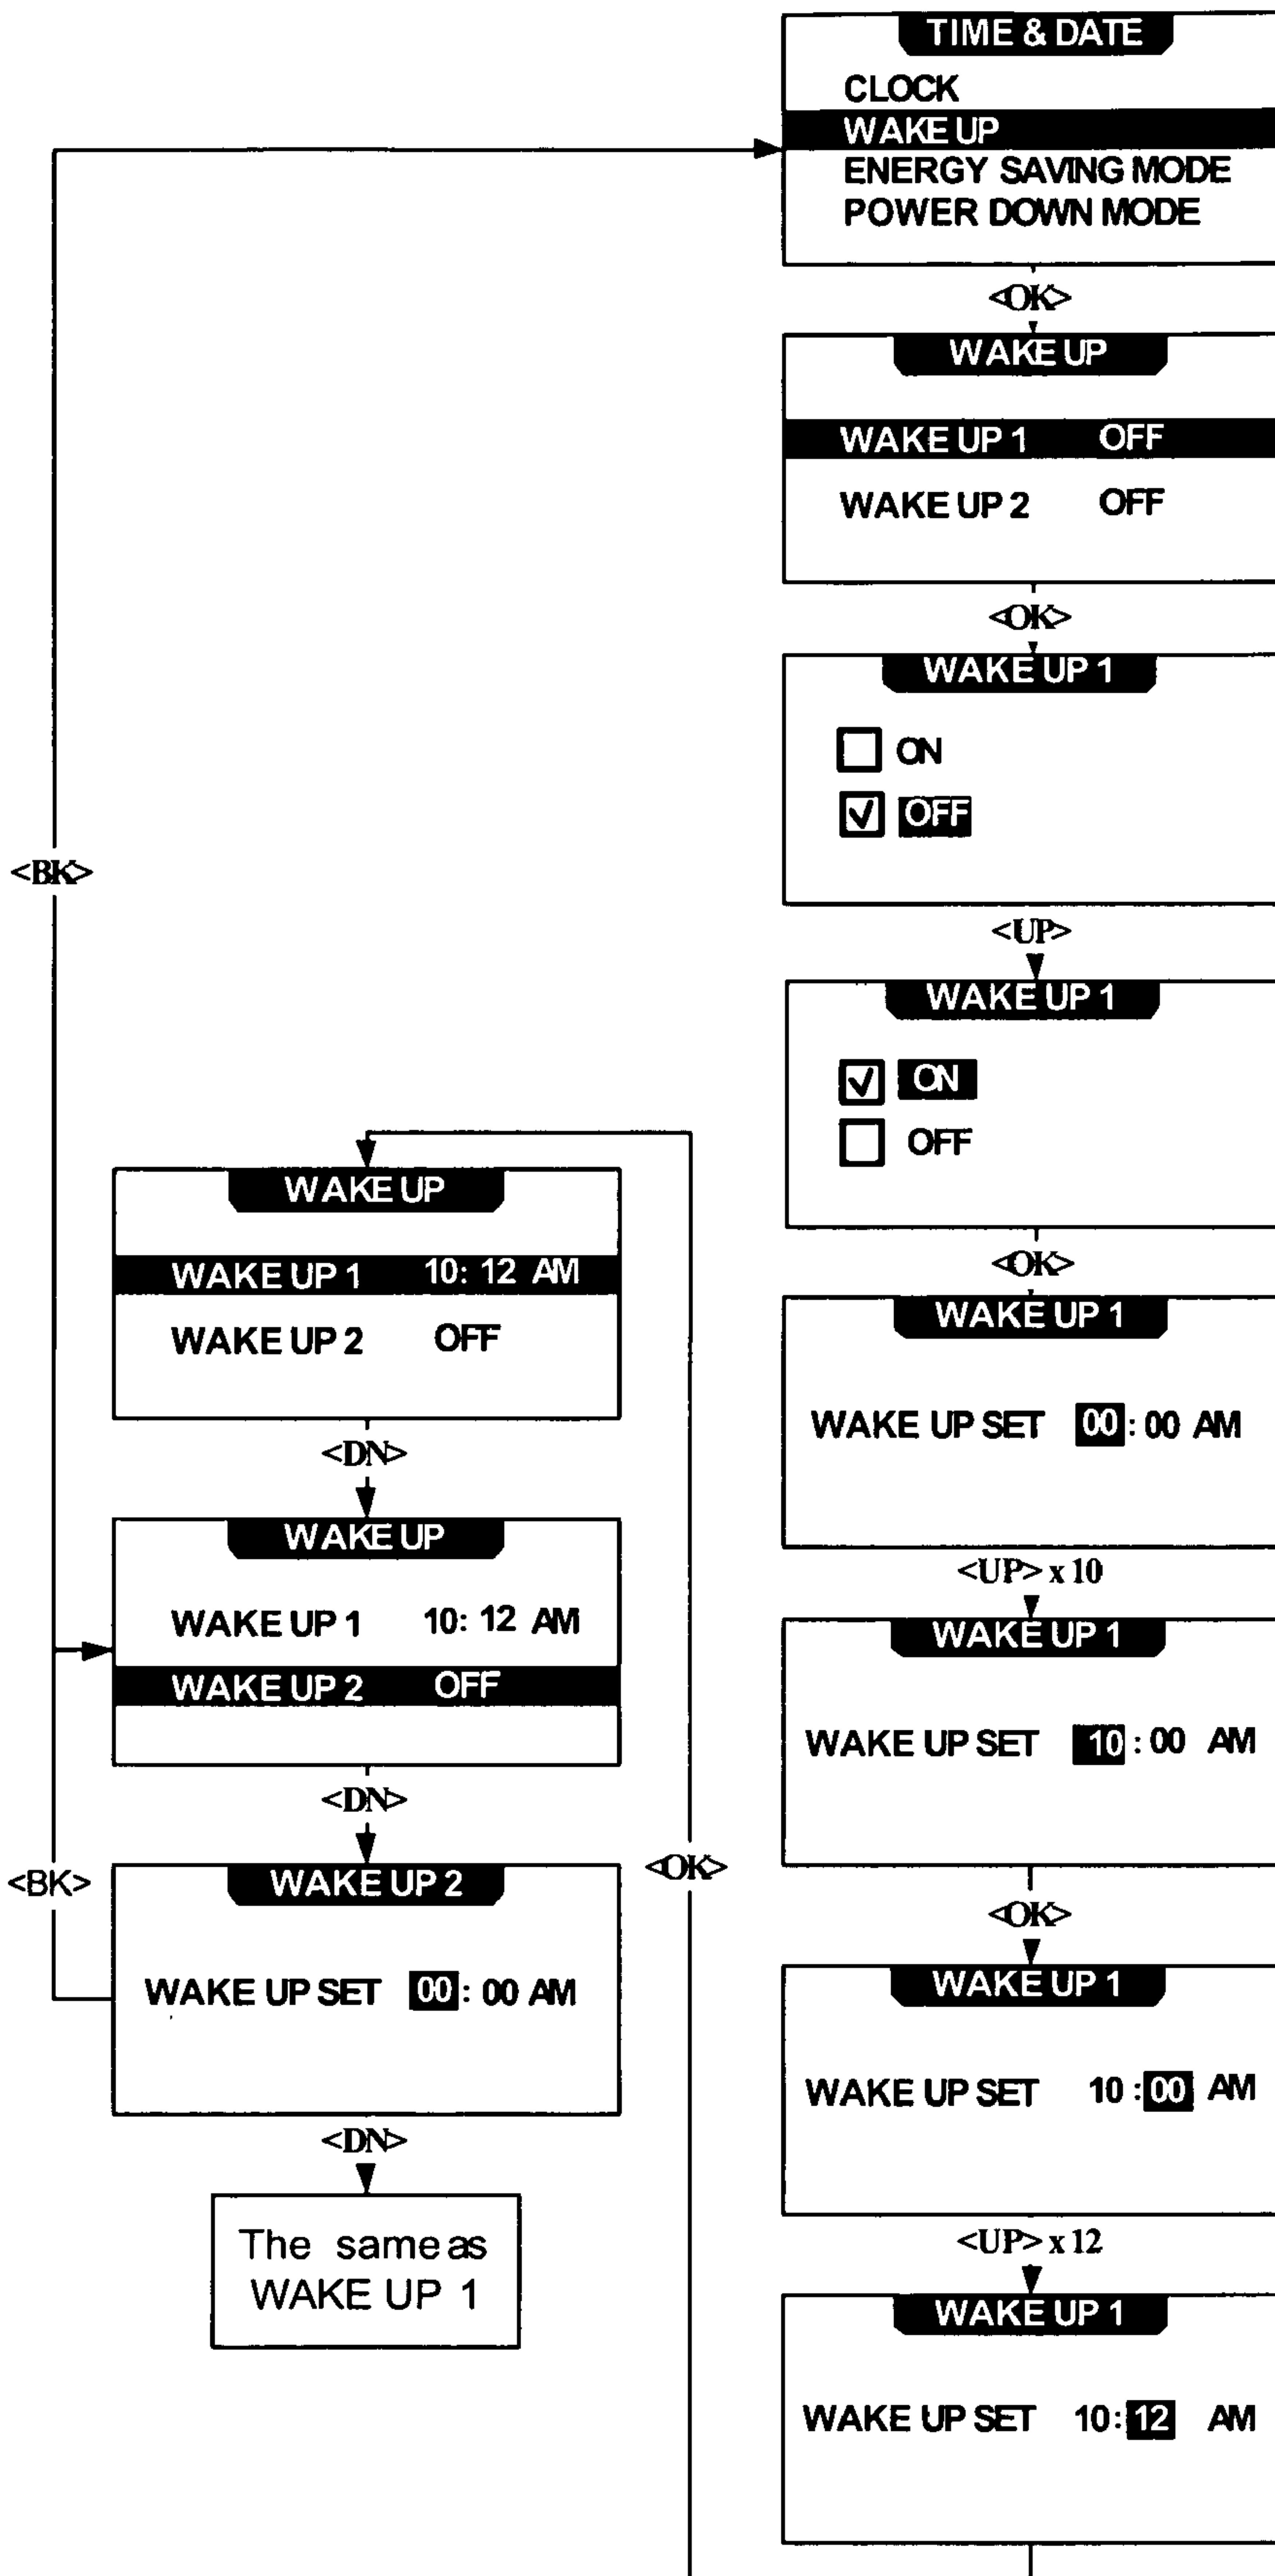 TIME & DATE
CLOCK
WAKE UP
ENERGY SAVING MODE
POWER DOWN MODE
<OK>
WAKE UP
WAKE UP 1 OFF
WAKE UP 2 OFF
<OK>
WAKE UP 1
ON
OFF
<BK>
<UP>
WAKE UP 1
ON
OFF
<OK>
WAKE UP 1
WAKE UP SET 00 : 00 AM
<UP> x 10
WAKE UP 1
WAKE UP SET 10 : 00 AM
<OK>
WAKE UP 1
WAKE UP SET 10 : 00 AM
<UP> x 12
WAKE UP 1
WAKE UP SET 10 : 12 AM
<OK>
WAKE UP
WAKE UP 1 10: 12 AM
WAKE UP 2 OFF
<DN>
WAKE UP
WAKE UP 1 10: 12 AM
WAKE UP 2 OFF
<DN>
<BK>
WAKE UP 2
WAKE UP SET 00 : 00 AM
<DN>
The same as
WAKE UP 1